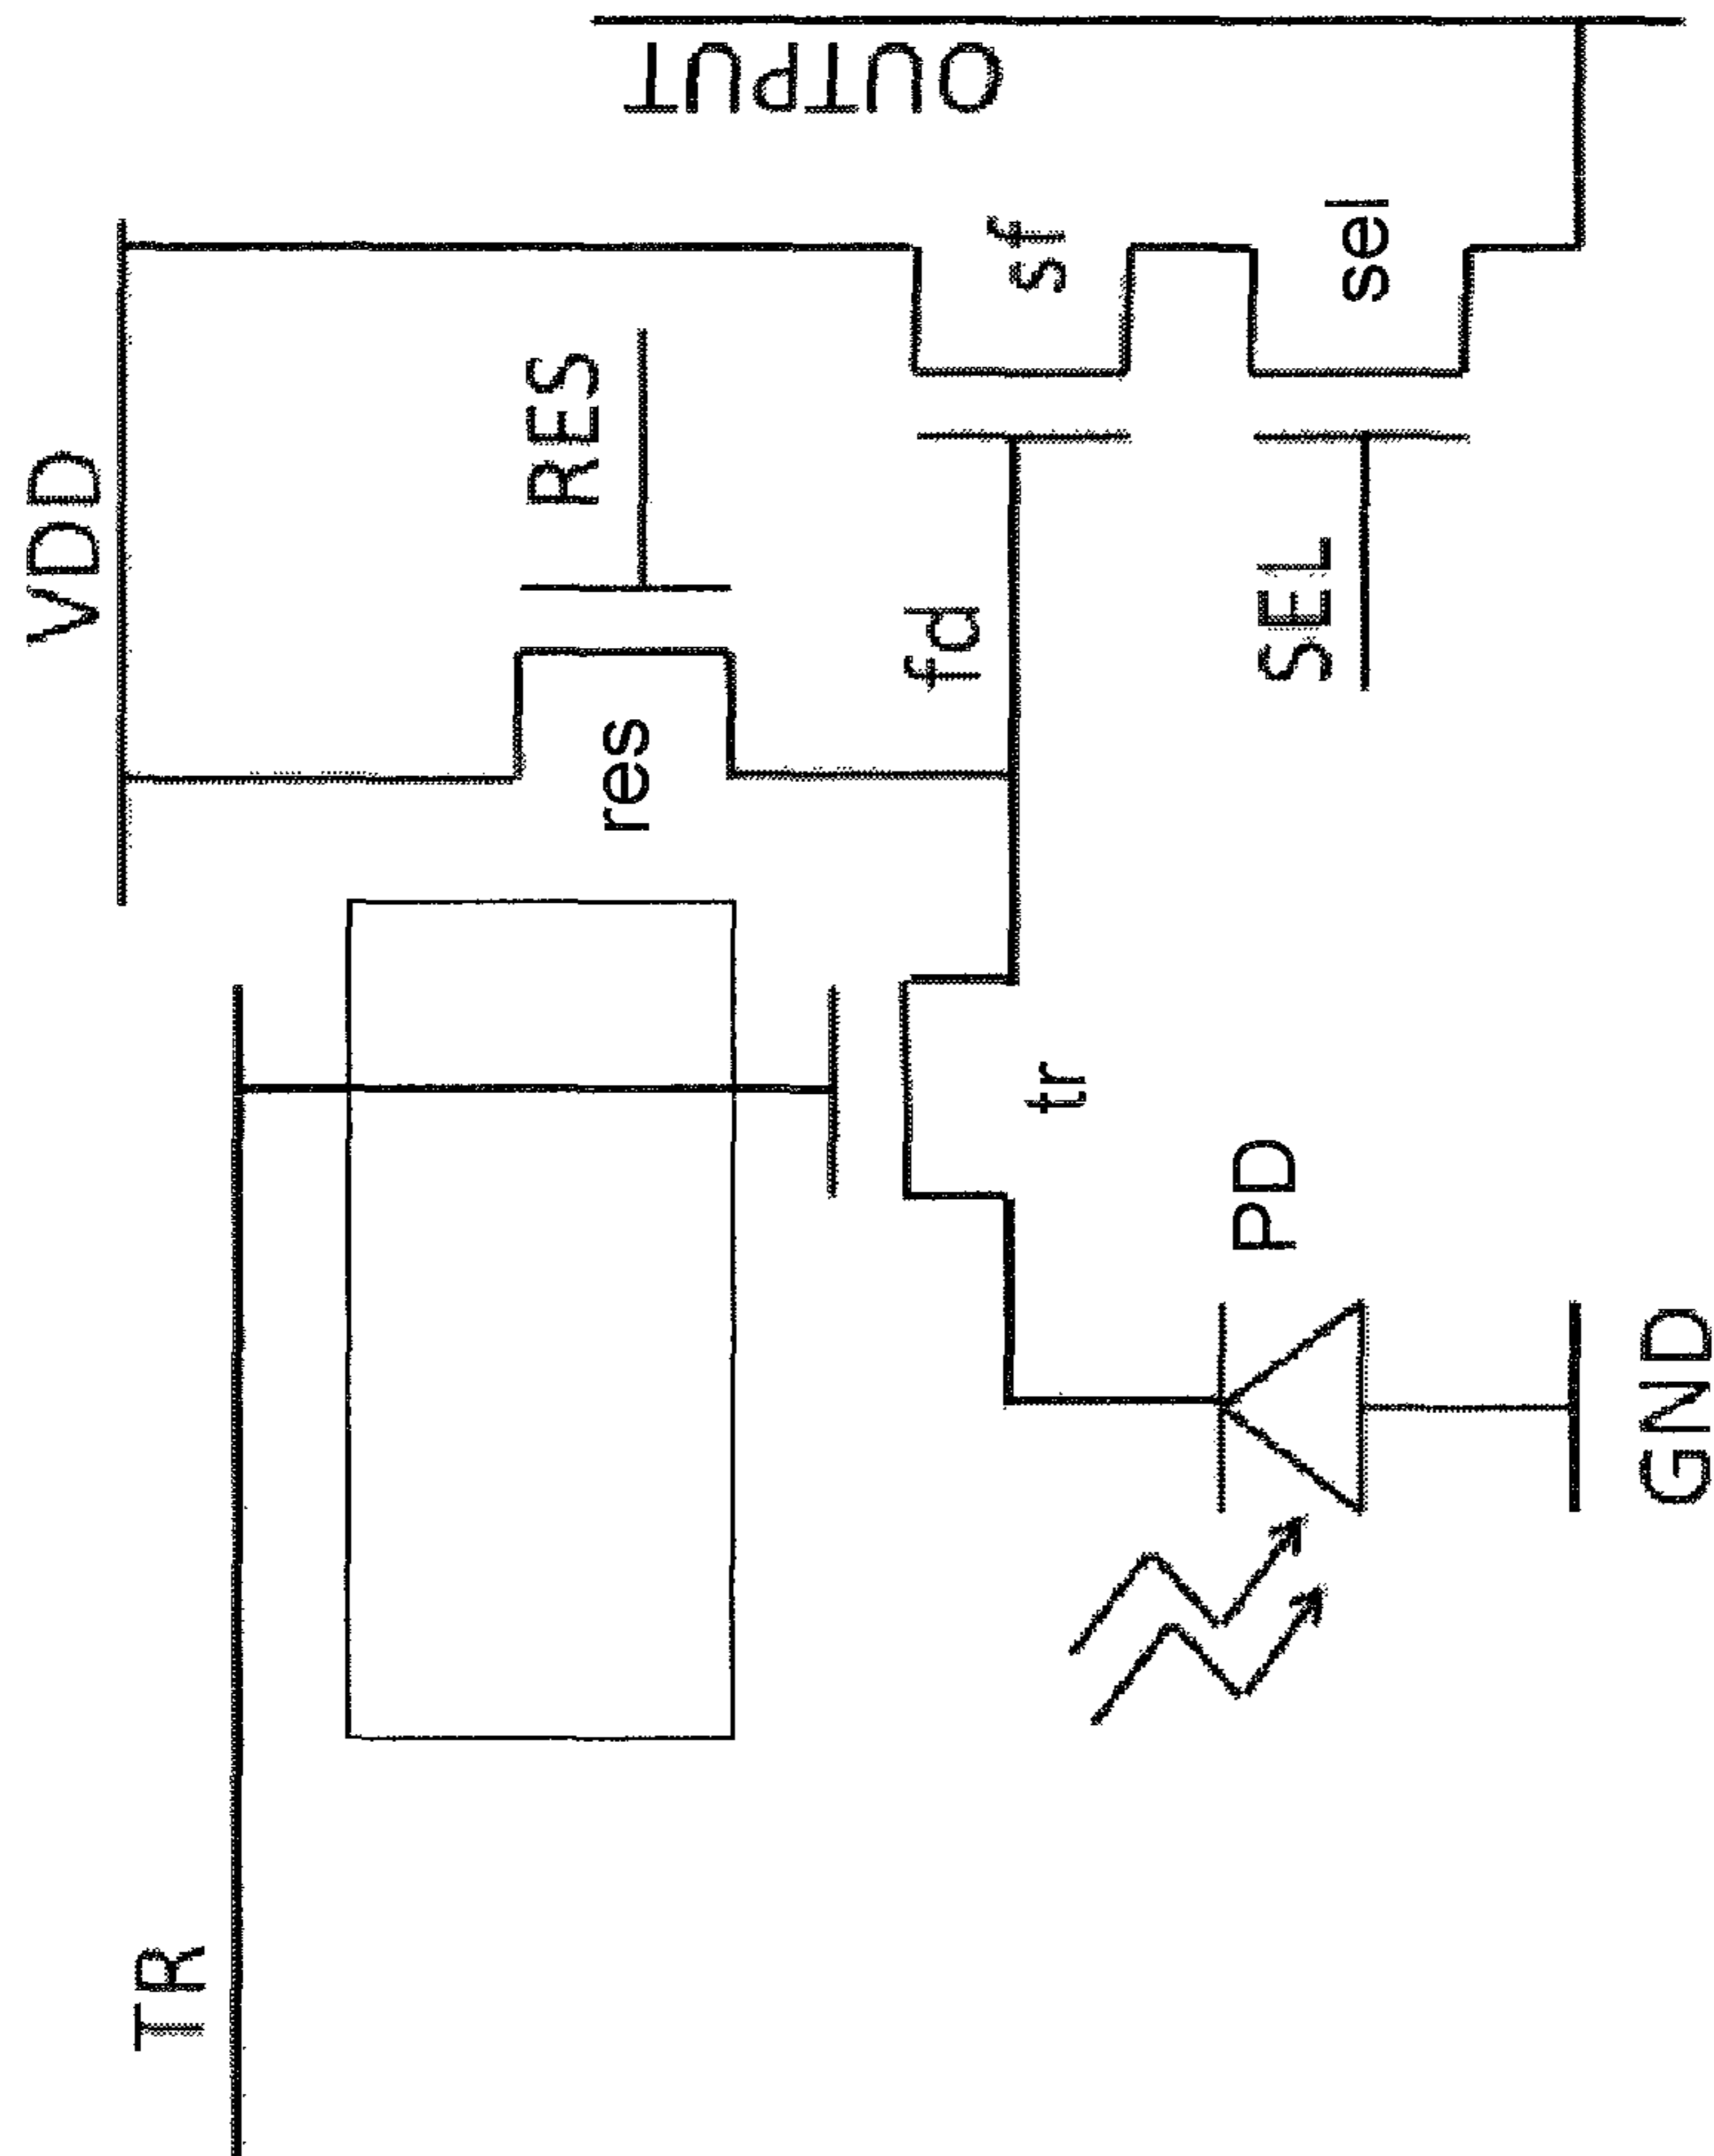 VDD
TR
RES
res
fd
sf
SEL
sel
tr
PD
GND
OUTPUT